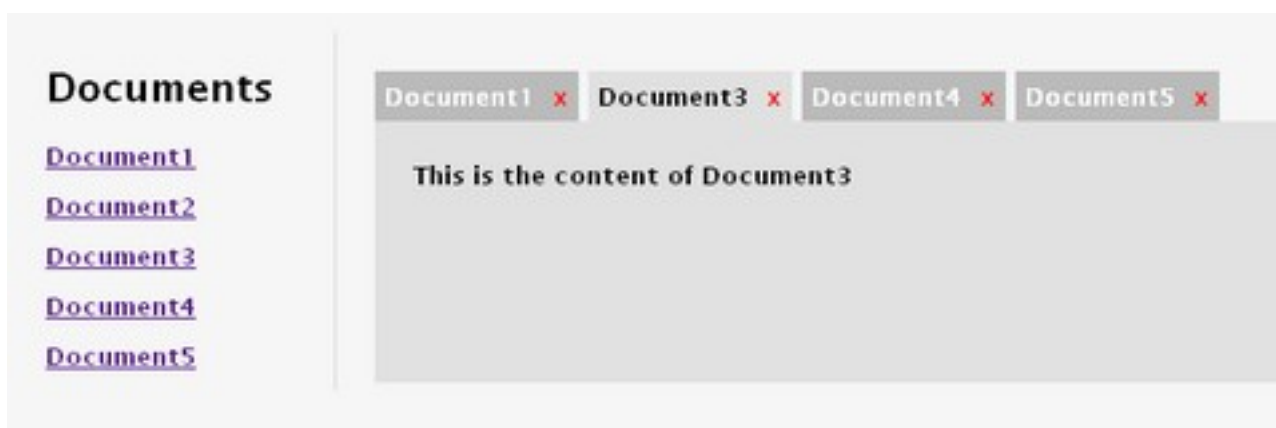 Documents
Document1
Document2
Document3
Document4
Document5
Document1 x Document3 x Document4 x Document5 x
This is the content of Document3